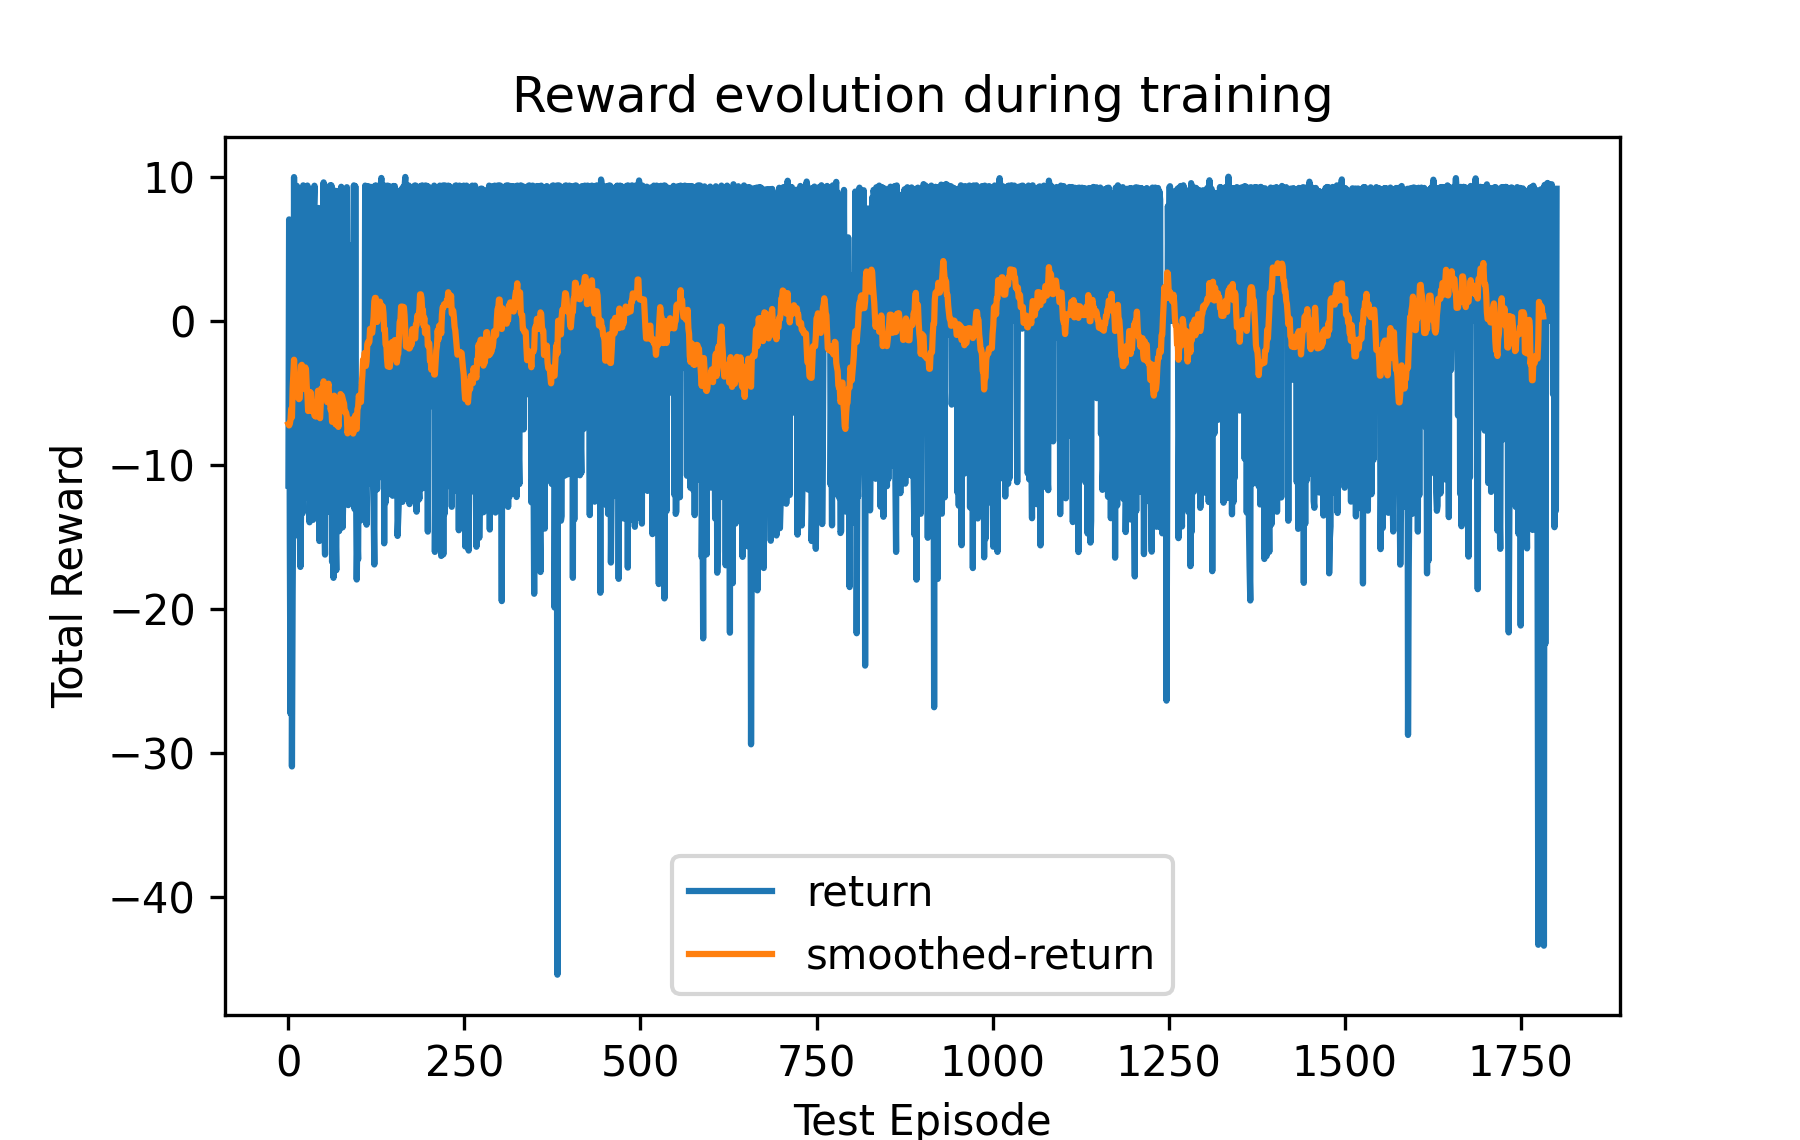 Reward evolution during training
Total Reward
10
0
−10
−20
−30
−40
return
smoothed-return
0 250 500 750 1000 1250 1500 1750
Test Episode